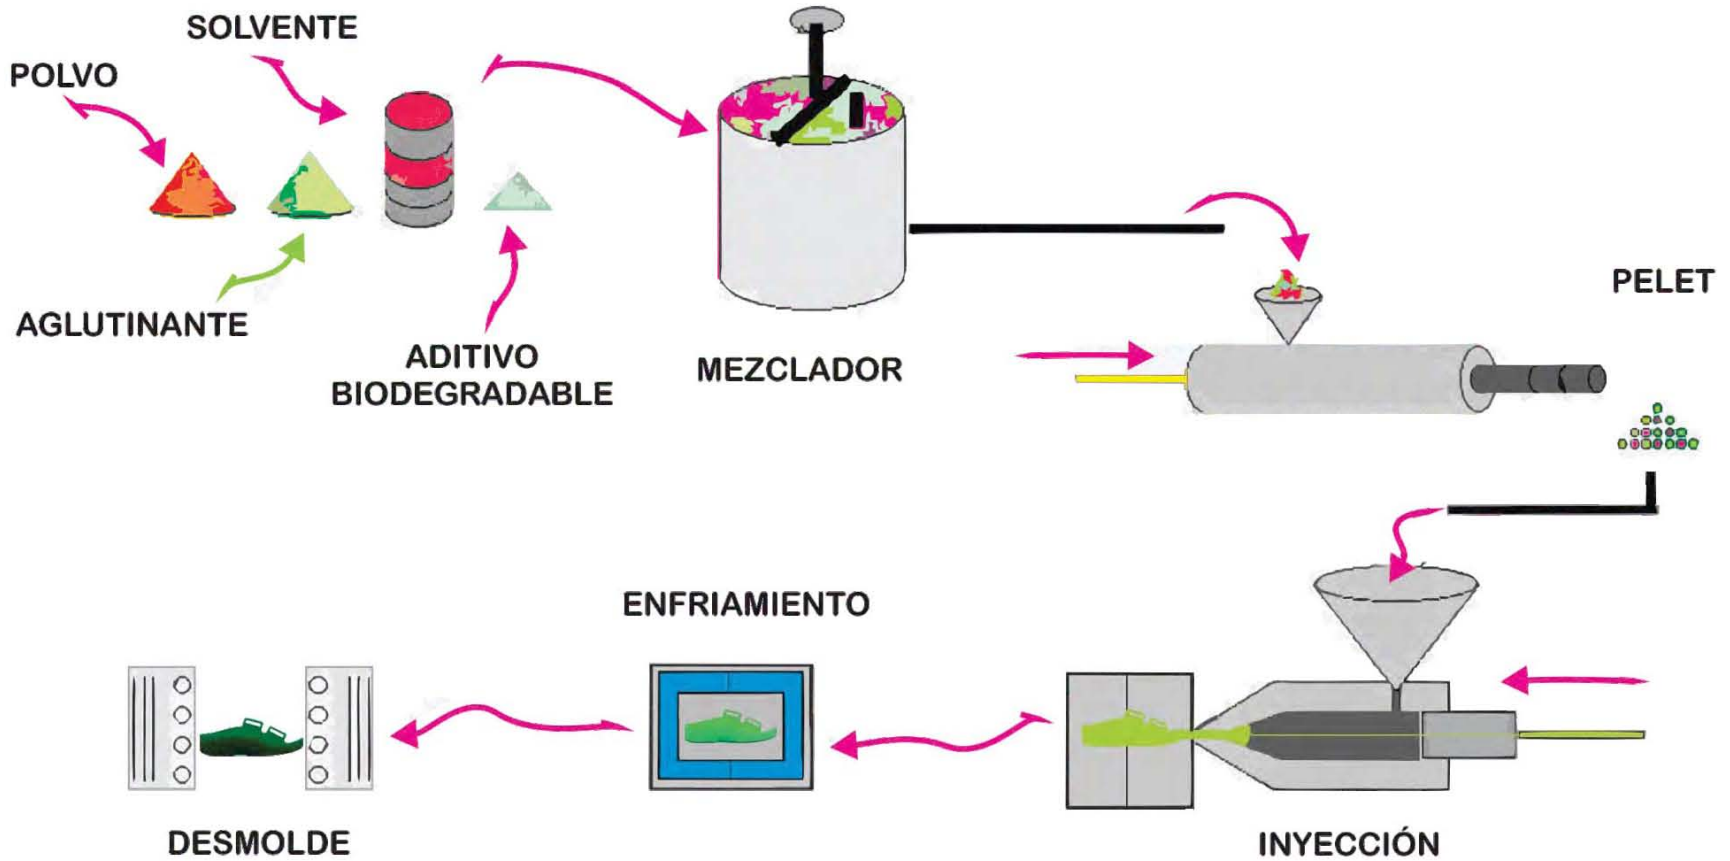 SOLVENTE
POLVO
AGLUTINANTE
ADITIVO
BIODEGRADABLE
MEZCLADOR
PELET
ENFRIAMIENTO
DESMOLDE
INYECCIÓN